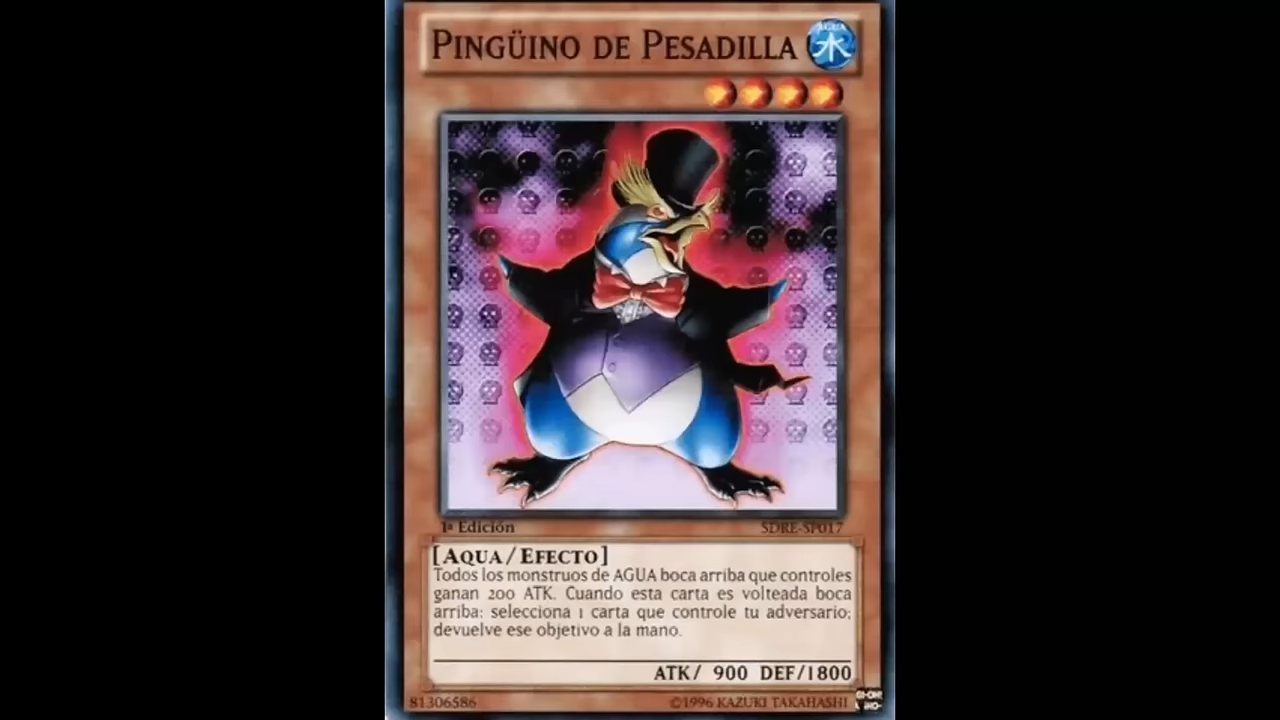 PINGÜINO DE PESADILLA
AGUA
水
1ª Edición
SDRE-SP017
[AQUA/EFECTO]
Todos los monstruos de AGUA boca arriba que controles
ganan 200 ATK. Cuando esta carta es volteada boca
arriba: selecciona 1 carta que controle tu adversario;
devuelve ese objetivo a la mano.
ATK/ 900 DEF/1800
81306586
©1996 KAZUKI TAKAHASHI